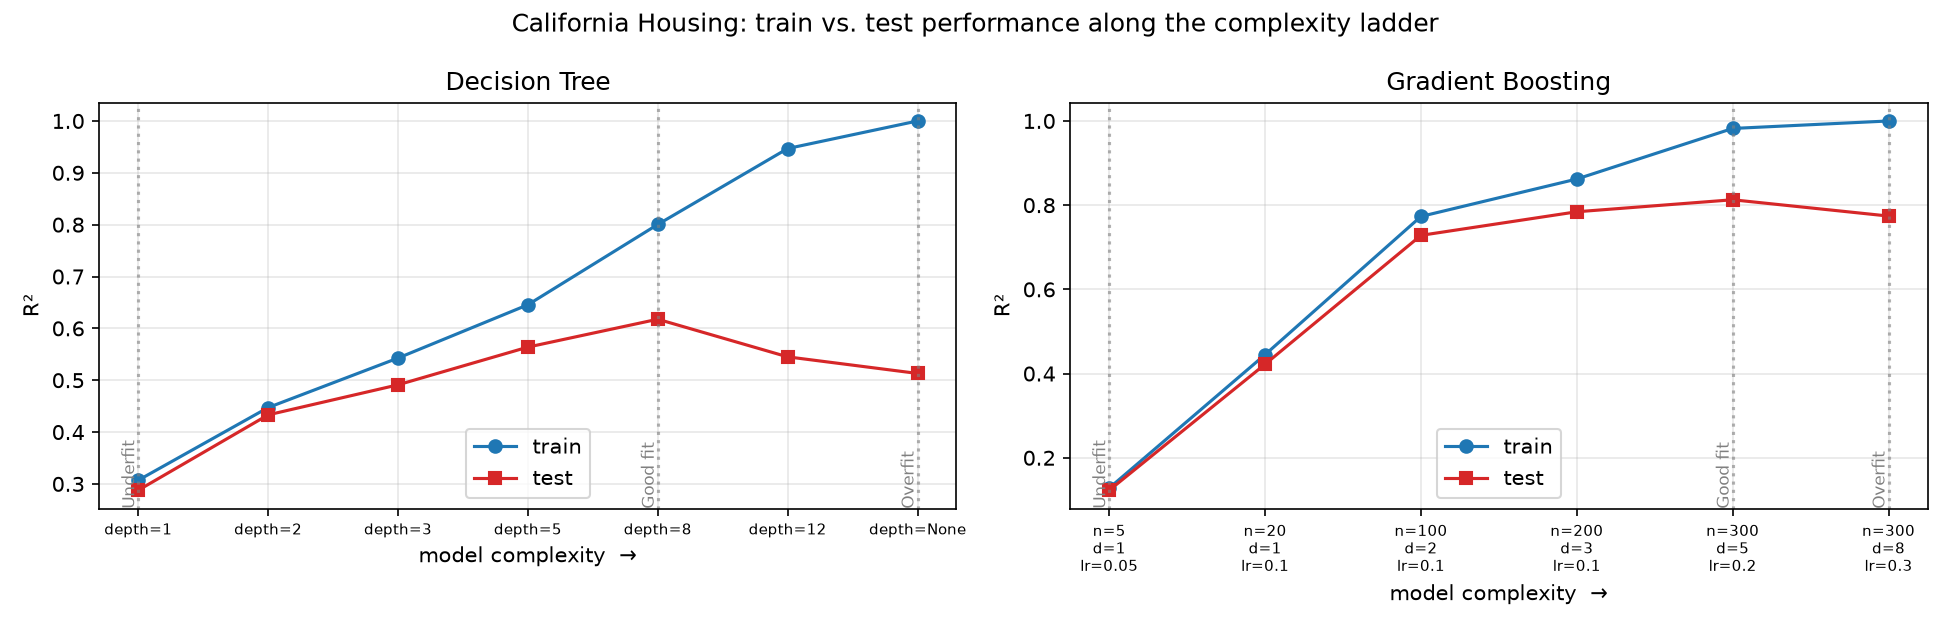 California Housing: train vs. test performance along the complexity ladder
Decision Tree
R²
1.0
0.9
0.8
0.7
0.6
0.5
0.4
0.3
Underfit
Good fit
Overfit
train
test
depth=1 depth=2 depth=3 depth=5 depth=8 depth=12 depth=None
model complexity →
Gradient Boosting
R²
1.0
0.8
0.6
0.4
0.2
Underfit
Good fit
Overfit
train
test
n=5 n=20 n=100 n=200 n=300 n=300
d=1 d=1 d=2 d=3 d=5 d=8
lr=0.05 lr=0.1 lr=0.1 lr=0.1 lr=0.2 lr=0.3
model complexity →